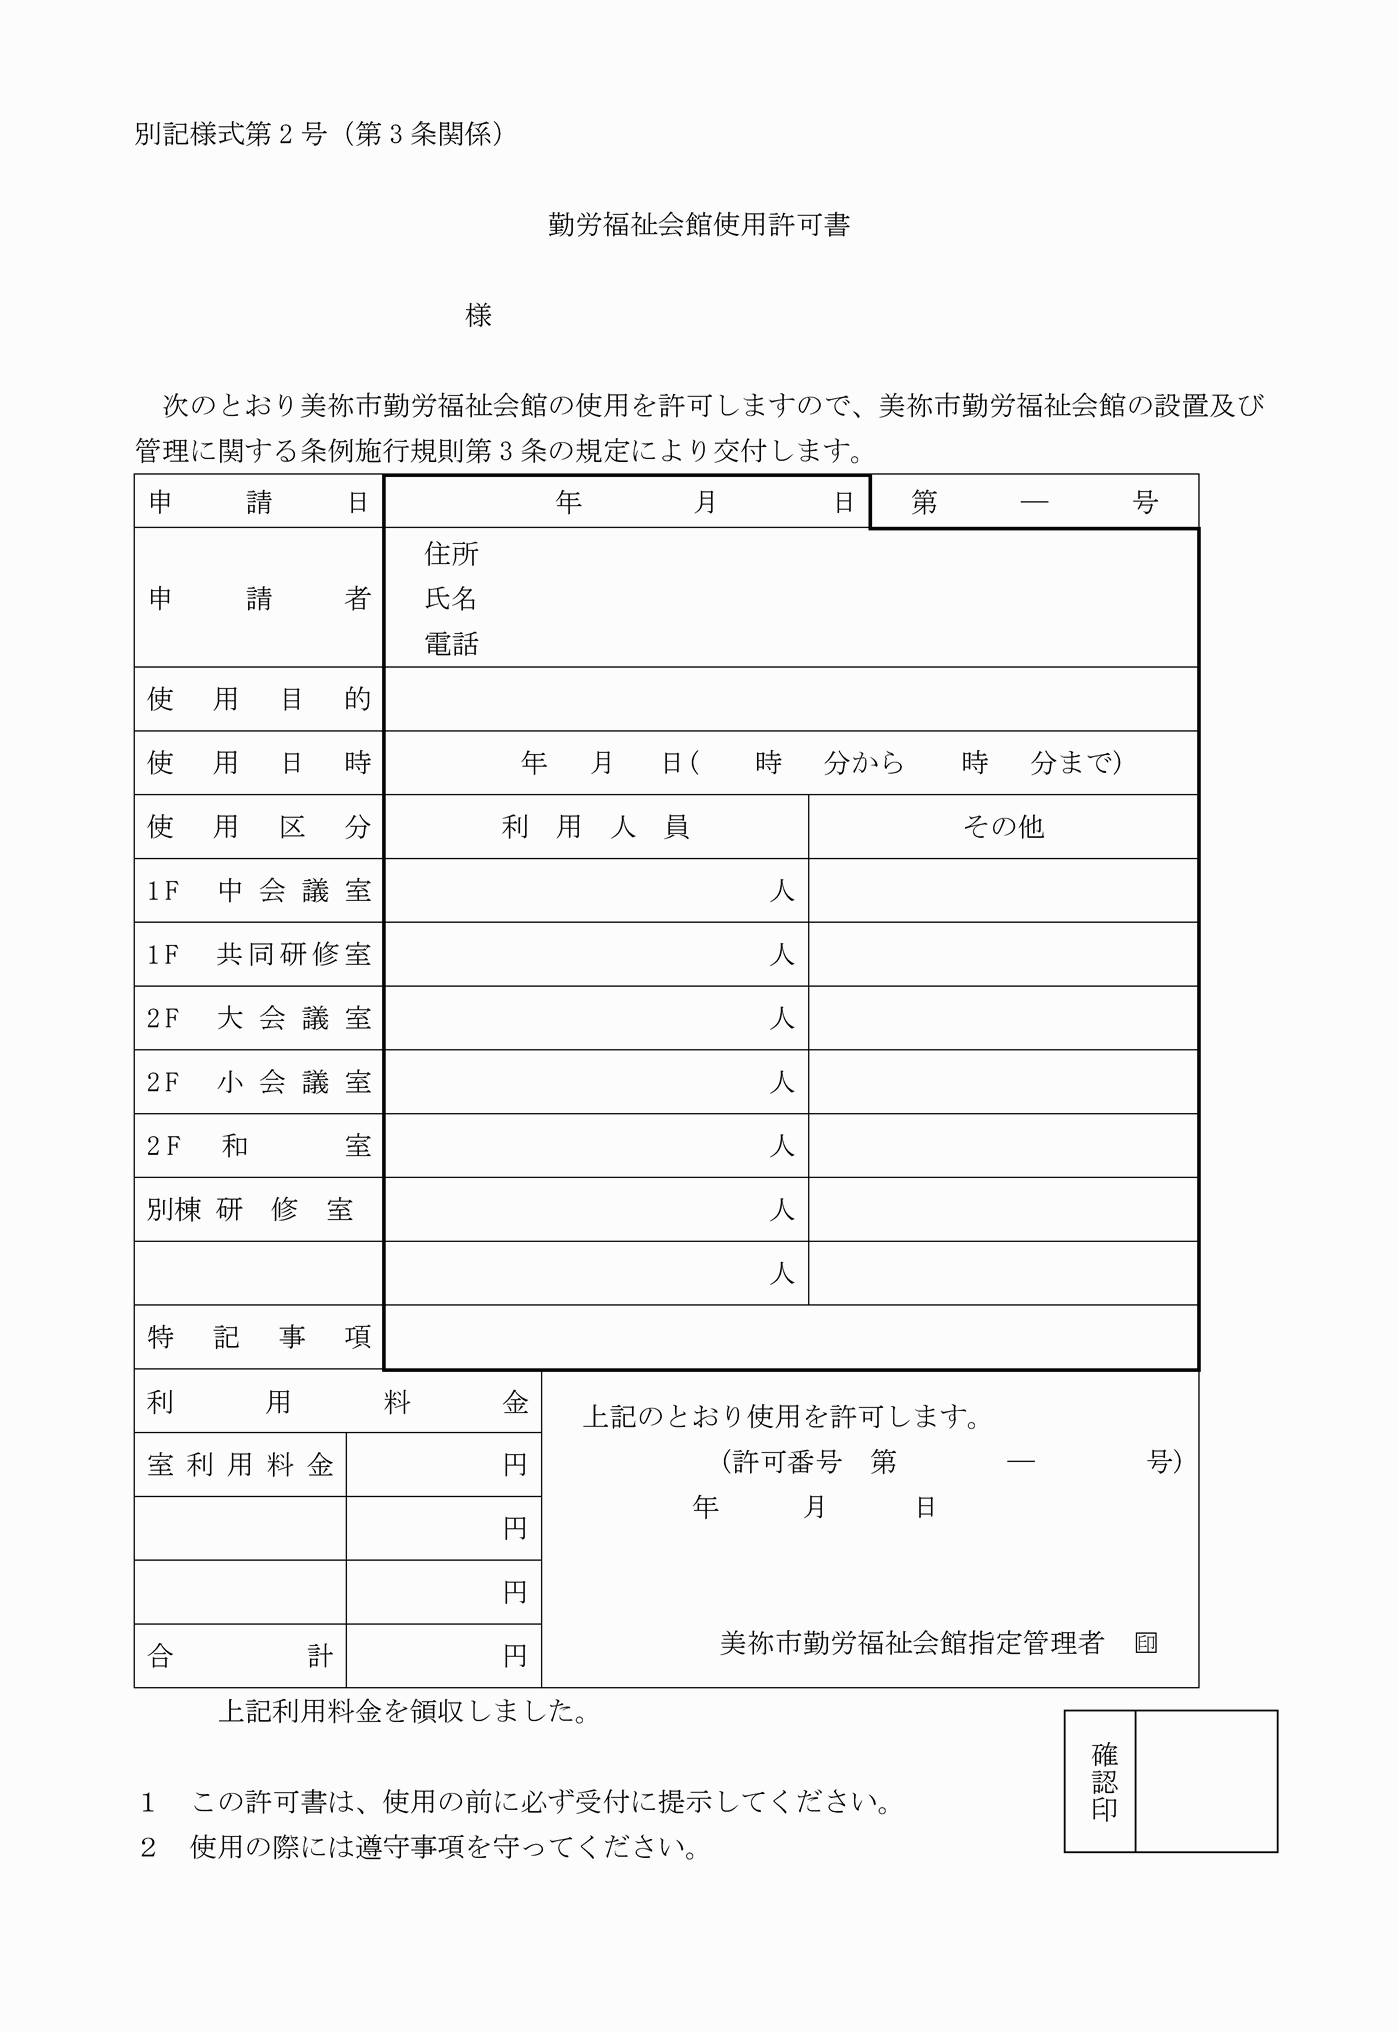 別記様式第２号（第３条関係）
勤労福祉会館使用許可書
様
次のとおり美祢市勤労福祉会館の使用を許可しますので、美祢市勤労福祉会館の設置及び
管理に関する条例施行規則第３条の規定により交付します。
申請日 年 月 日 第 ― 号
住所
申請者 氏名
電話
使用目的
使用日時 年 月 日( 時 分から 時 分まで)
使用区分 利用人員 その他
1F 中会議室 人
1F 共同研修室 人
2F 大会議室 人
2F 小会議室 人
2F 和室 人
別棟 研修室 人
人
特記事項
利用料金
室利用料金 円
円
円
合計 円
上記のとおり使用を許可します。
(許可番号 第 ― 号)
年 月 日
美祢市勤労福祉会館指定管理者 ㊞
上記利用料金を領収しました。
確認印
１ この許可書は、使用の前に必ず受付に提示してください。
２ 使用の際には遵守事項を守ってください。